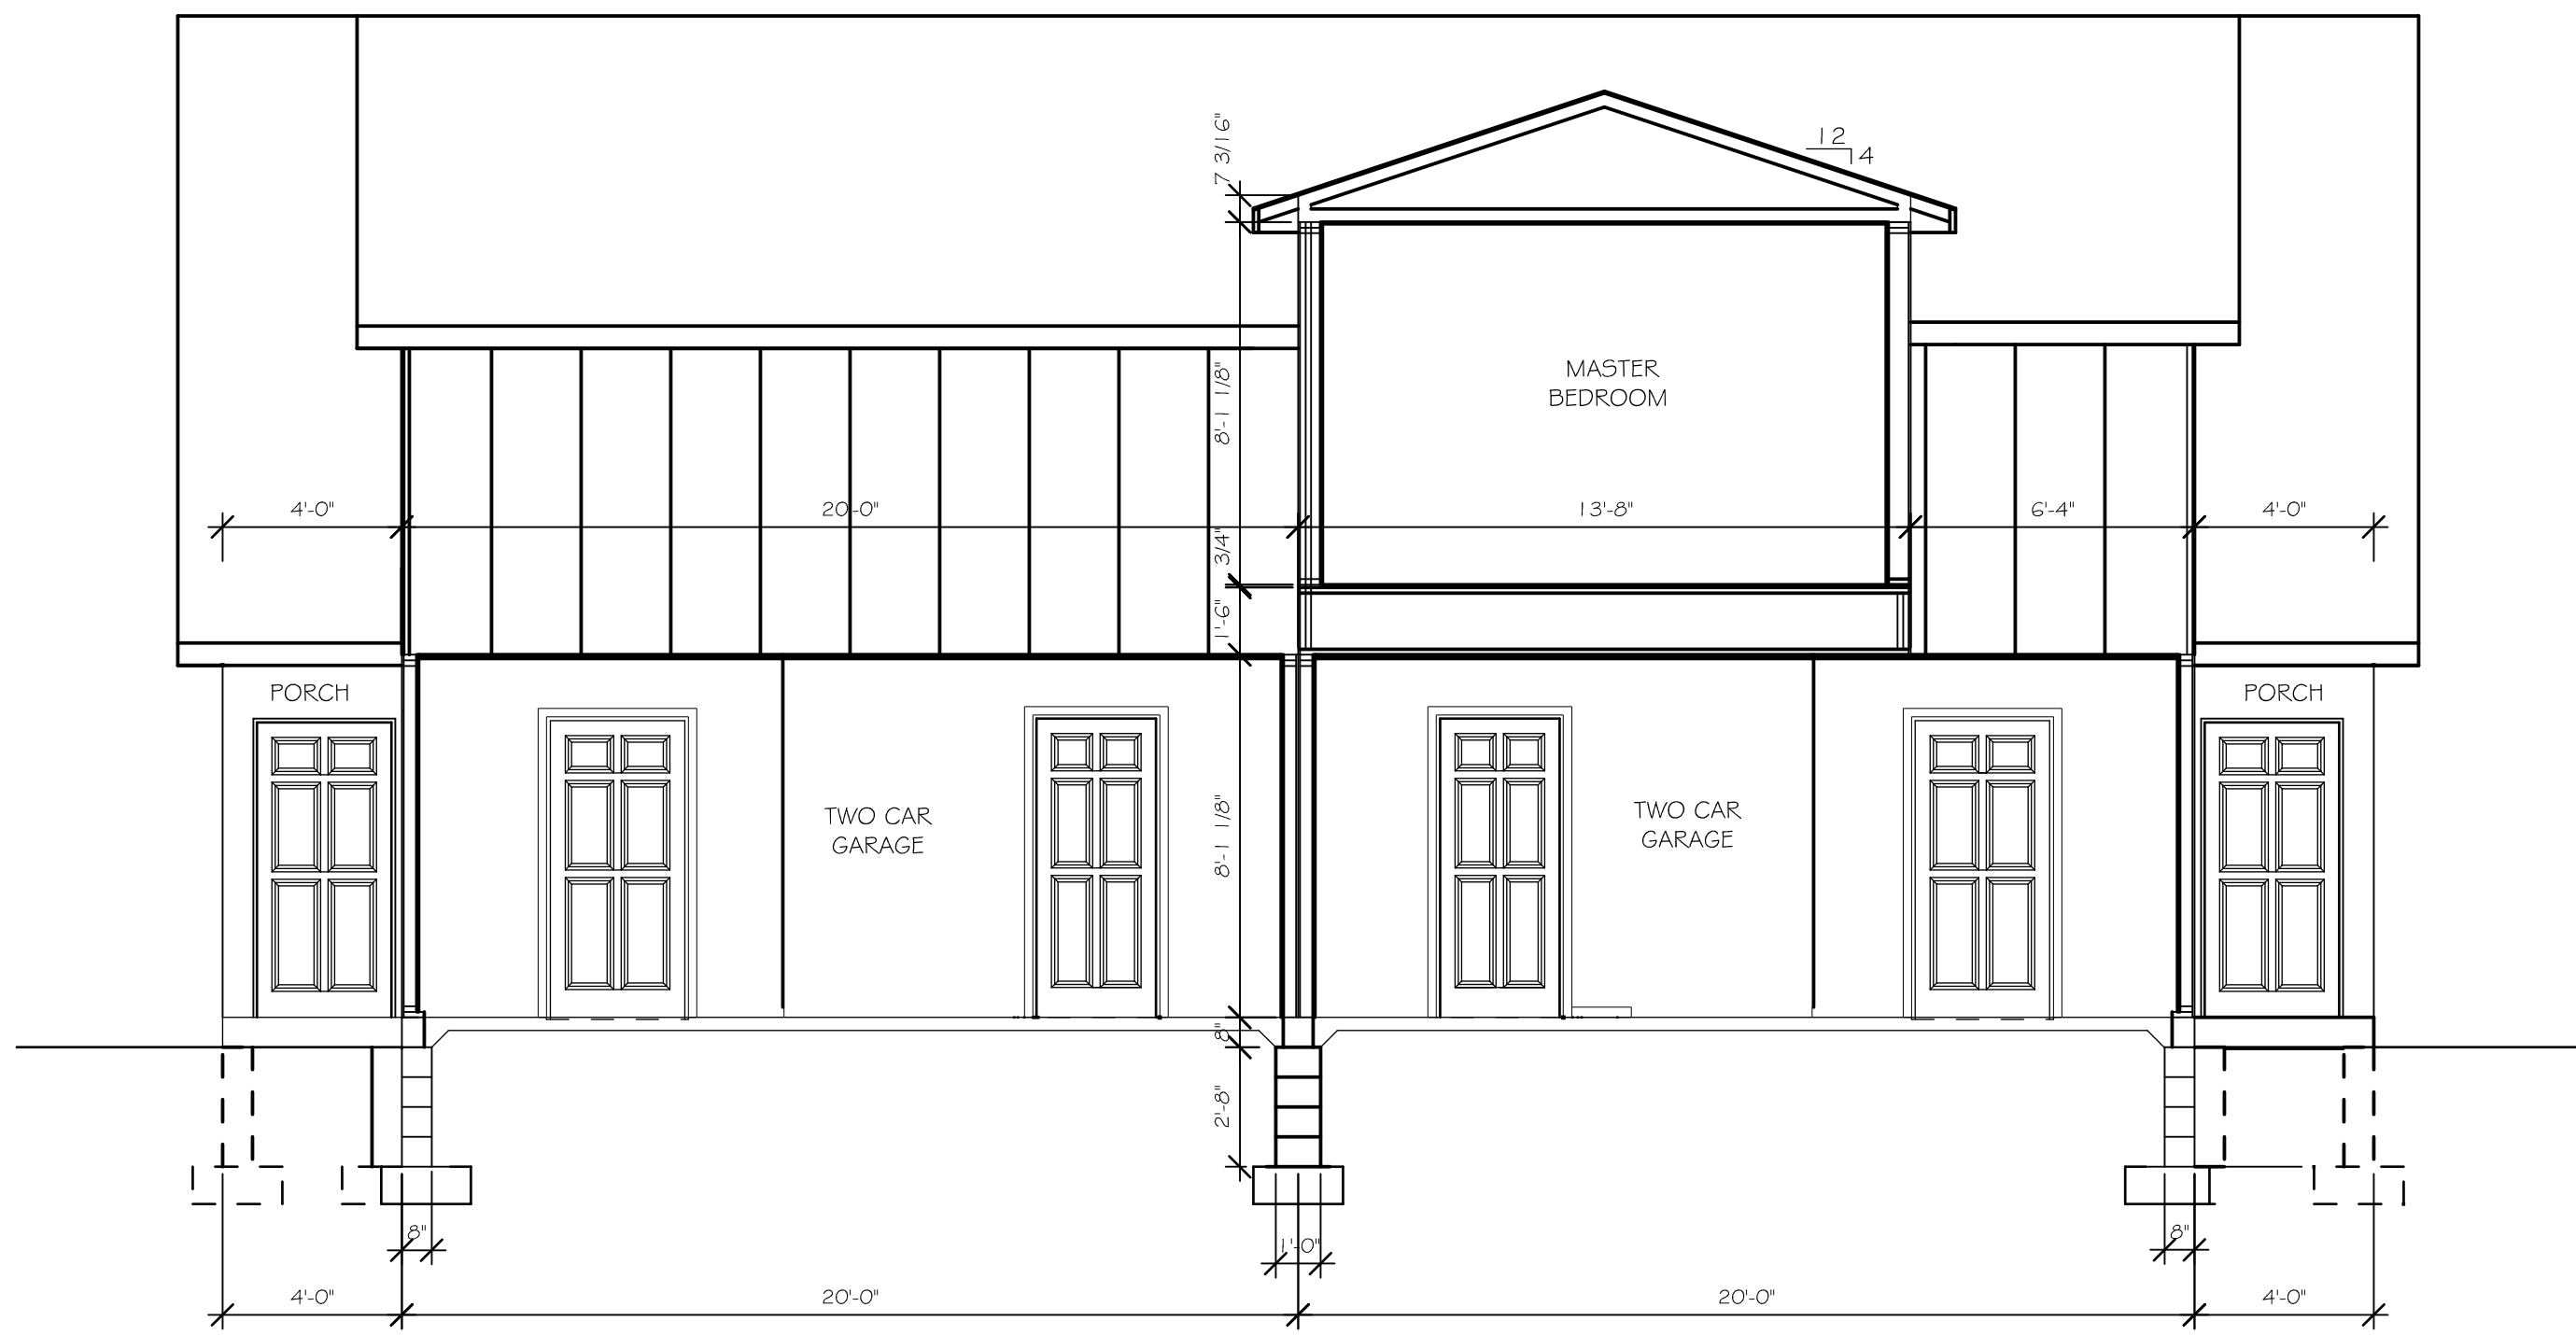 7 3/16"
12
4
MASTER
BEDROOM
8'-1 1/8"
4'-0"
20'-0"
13'-8"
6'-4"
4'-0"
3/4"
1'-6"
PORCH
PORCH
TWO CAR
GARAGE
8'-1 1/8"
TWO CAR
GARAGE
8"
2'-8"
8"
1'-0"
8"
4'-0"
20'-0"
20'-0"
4'-0"